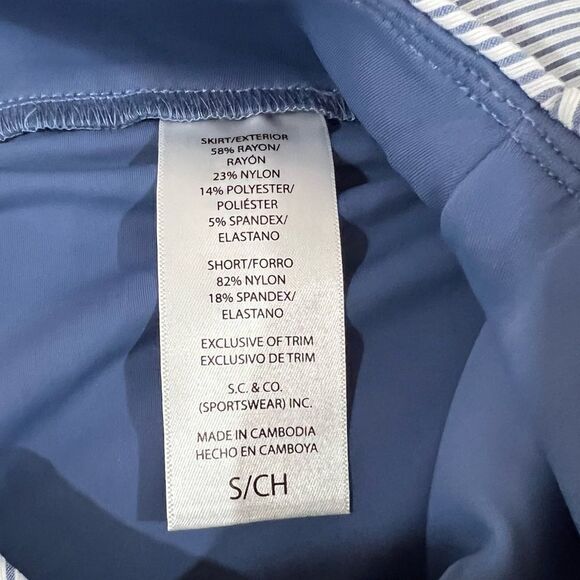 SKIRT/EXTERIOR
58% RAYON/
RAYÓN
23% NYLON
14% POLYESTER/
POLIÉSTER
5% SPANDEX/
ELASTANO
SHORT/FORRO
82% NYLON
18% SPANDEX/
ELASTANO
EXCLUSIVE OF TRIM
EXCLUSIVO DE TRIM
S.C. & CO.
(SPORTSWEAR) INC.
MADE IN CAMBODIA
HECHO EN CAMBOYA
S/CH